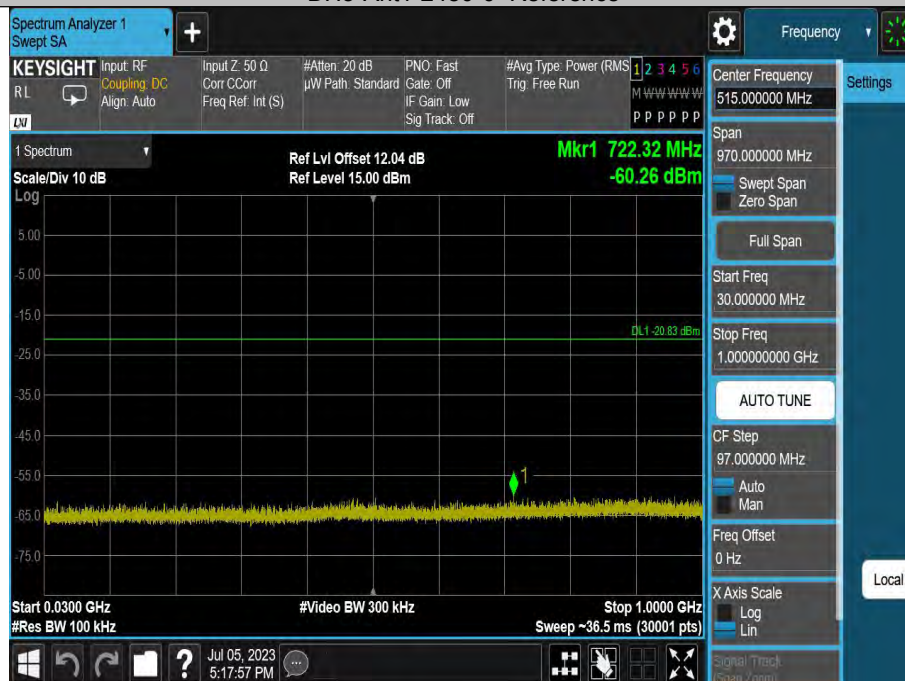 Spectrum Analyzer 1
Swept SA
+
Frequency
KEYSIGHT
RL
LXI
Input: RF
Coupling: DC
Align: Auto
Input Z: 50 Ω
Corr CCorr
Freq Ref: Int (S)
#Atten: 20 dB
µW Path: Standard
PNO: Fast
Gate: Off
IF Gain: Low
Sig Track: Off
#Avg Type: Power (RMS
Trig: Free Run
1 2 3 4 5 6
M W W W W W
P P P P P P
1 Spectrum
Scale/Div 10 dB
Log
Ref Lvl Offset 12.04 dB
Ref Level 15.00 dBm
Mkr1 722.32 MHz
-60.26 dBm
5.00
-5.00
-15.0
DL1 -20.83 dBm
-25.0
-35.0
-45.0
-55.0
1
-65.0
-75.0
Start 0.0300 GHz
#Res BW 100 kHz
#Video BW 300 kHz
Stop 1.0000 GHz
Sweep ~36.5 ms (30001 pts)
Jul 05, 2023
5:17:57 PM
?
Center Frequency
515.000000 MHz
Span
970.000000 MHz
Swept Span
Zero Span
Full Span
Start Freq
30.000000 MHz
Stop Freq
1.000000000 GHz
AUTO TUNE
CF Step
97.000000 MHz
Auto
Man
Freq Offset
0 Hz
X Axis Scale
Log
Lin
Signal Track
(Span Zoom)
Settings
Local